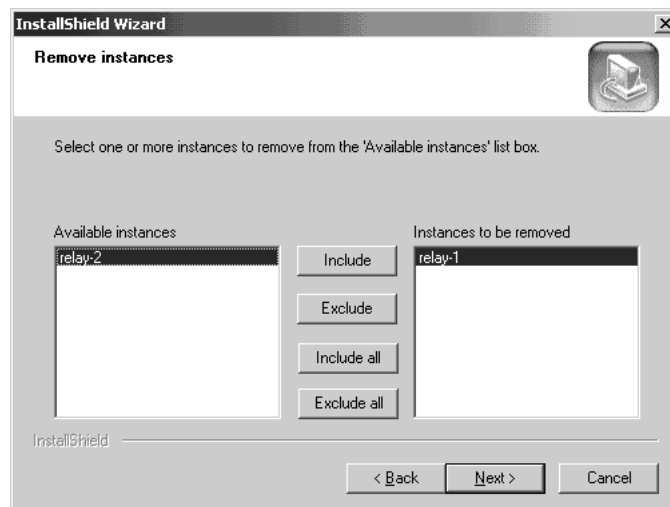 InstallShield Wizard
Remove instances
Select one or more instances to remove from the 'Available instances' list box.
Available instances
relay-2
Include
Exclude
Include all
Exclude all
Instances to be removed
relay-1
InstallShield
< Back
Next >
Cancel